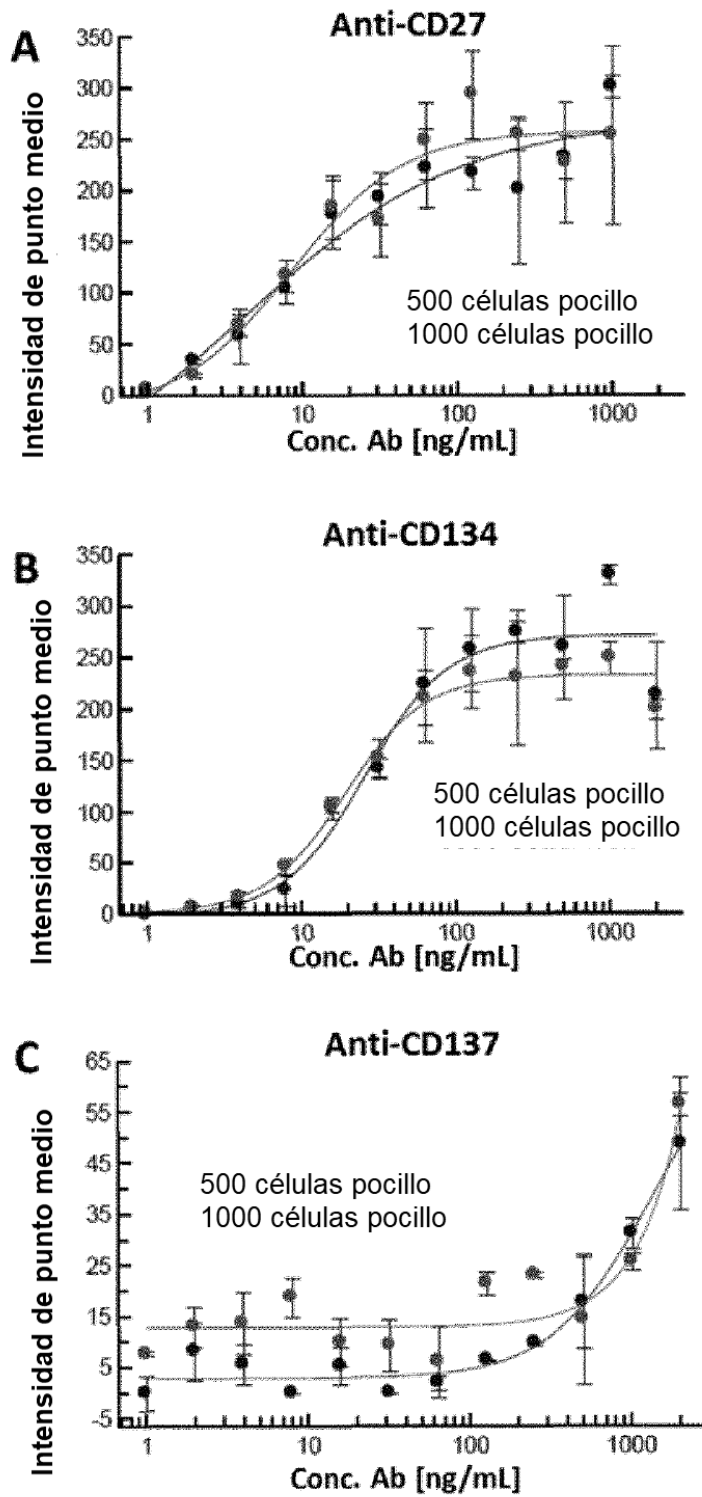 A
Anti-CD27
Intensidad de punto medio
350
300
250
200
150
100
50
0
500 células pocillo
1000 células pocillo
1
10
100
1000
Conc. Ab [ng/mL]
B
Anti-CD134
Intensidad de punto medio
350
300
250
200
150
100
50
0
500 células pocillo
1000 células pocillo
1
10
100
1000
Conc. Ab [ng/mL]
C
Anti-CD137
Intensidad de punto medio
65
55
45
35
25
15
5
-5
500 células pocillo
1000 células pocillo
1
10
100
1000
Conc. Ab [ng/mL]